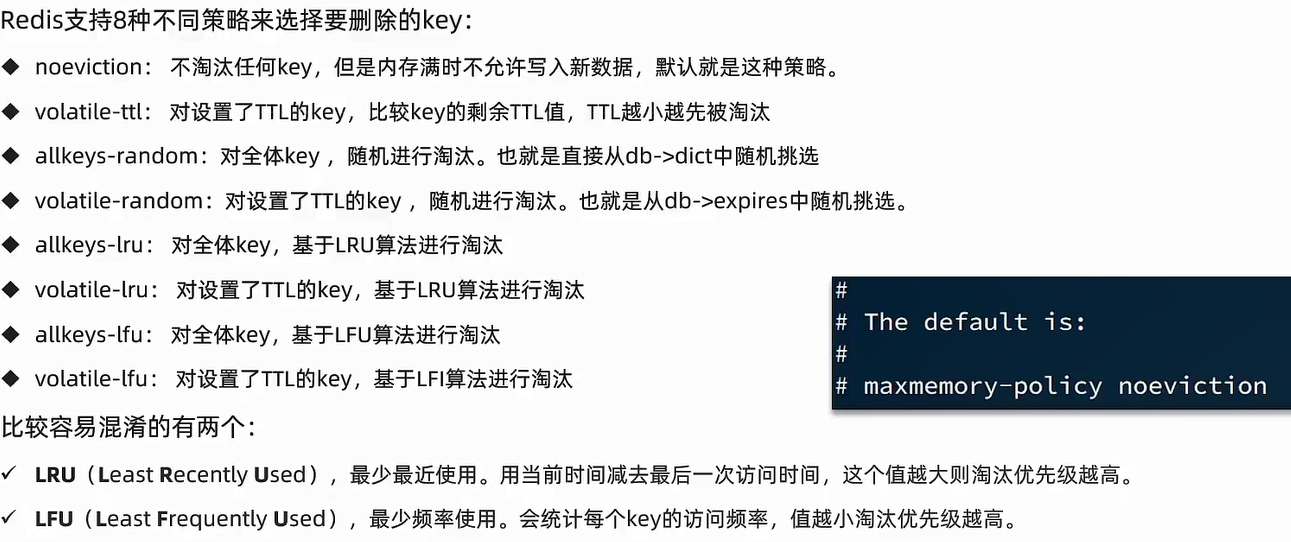 Redis支持8种不同策略来选择要删除的key：
◆ noeviction： 不淘汰任何key，但是内存满时不允许写入新数据，默认就是这种策略。
◆ volatile-ttl： 对设置了TTL的key，比较key的剩余TTL值，TTL越小越先被淘汰
◆ allkeys-random：对全体key ，随机进行淘汰。也就是直接从db->dict中随机挑选
◆ volatile-random：对设置了TTL的key ，随机进行淘汰。也就是从db->expires中随机挑选。
◆ allkeys-lru： 对全体key，基于LRU算法进行淘汰
◆ volatile-lru： 对设置了TTL的key，基于LRU算法进行淘汰
◆ allkeys-lfu： 对全体key，基于LFU算法进行淘汰
◆ volatile-lfu： 对设置了TTL的key，基于LFI算法进行淘汰
#
# The default is:
#
# maxmemory-policy noeviction
比较容易混淆的有两个：
✓ LRU（Least Recently Used），最少最近使用。用当前时间减去最后一次访问时间，这个值越大则淘汰优先级越高。
✓ LFU（Least Frequently Used），最少频率使用。会统计每个key的访问频率，值越小淘汰优先级越高。